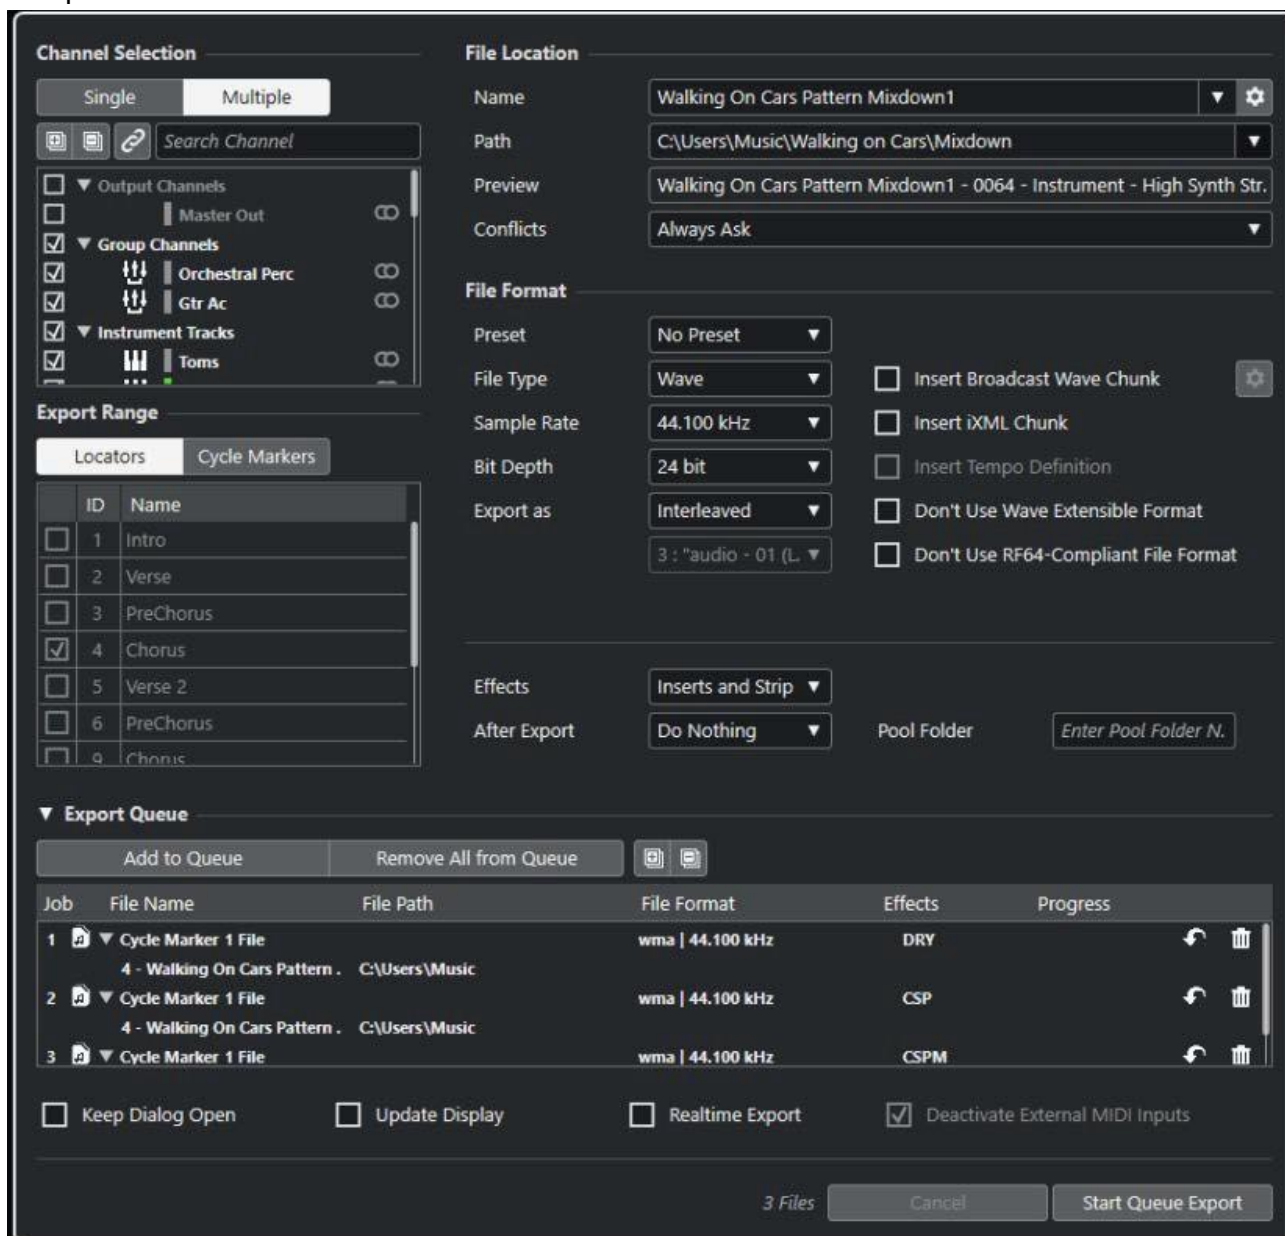 Channel Selection
Single Multiple
Search Channel
Output Channels
Master Out
Group Channels
Orchestral Perc
Gtr Ac
Instrument Tracks
Toms
Export Range
Locators Cycle Markers
ID Name
1 Intro
2 Verse
3 PreChorus
4 Chorus
5 Verse 2
6 PreChorus
9 Chorus
File Location
Name Walking On Cars Pattern Mixdown1
Path C:\Users\Music\Walking on Cars\Mixdown
Preview Walking On Cars Pattern Mixdown1 - 0064 - Instrument - High Synth Str.
Conflicts Always Ask
File Format
Preset No Preset
File Type Wave Insert Broadcast Wave Chunk
Sample Rate 44.100 kHz Insert iXML Chunk
Bit Depth 24 bit Insert Tempo Definition
Export as Interleaved Don't Use Wave Extensible Format
3 : "audio - 01 (L. Don't Use RF64-Compliant File Format
Effects Inserts and Strip
After Export Do Nothing Pool Folder Enter Pool Folder N.
Export Queue
Add to Queue Remove All from Queue
Job File Name File Path File Format Effects Progress
1 Cycle Marker 1 File wma | 44.100 kHz DRY
4 - Walking On Cars Pattern . C:\Users\Music
2 Cycle Marker 1 File wma | 44.100 kHz CSP
4 - Walking On Cars Pattern . C:\Users\Music
3 Cycle Marker 1 File wma | 44.100 kHz CSPM
Keep Dialog Open Update Display Realtime Export Deactivate External MIDI Inputs
3 Files Cancel Start Queue Export